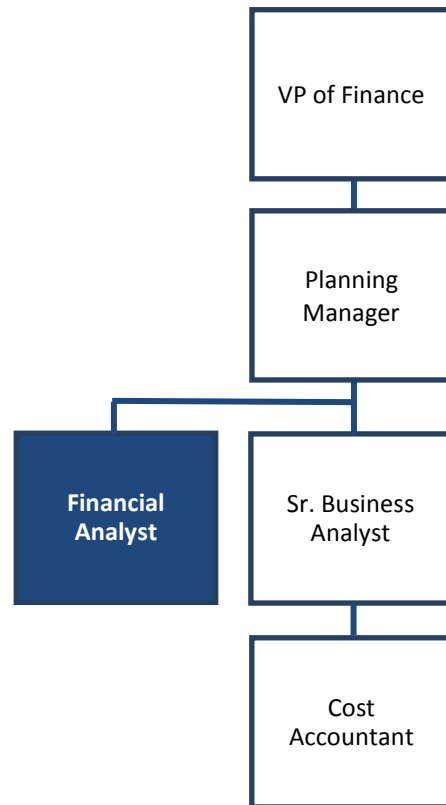 VP of Finance
Planning
Manager
Financial
Analyst
Sr. Business
Analyst
Cost
Accountant